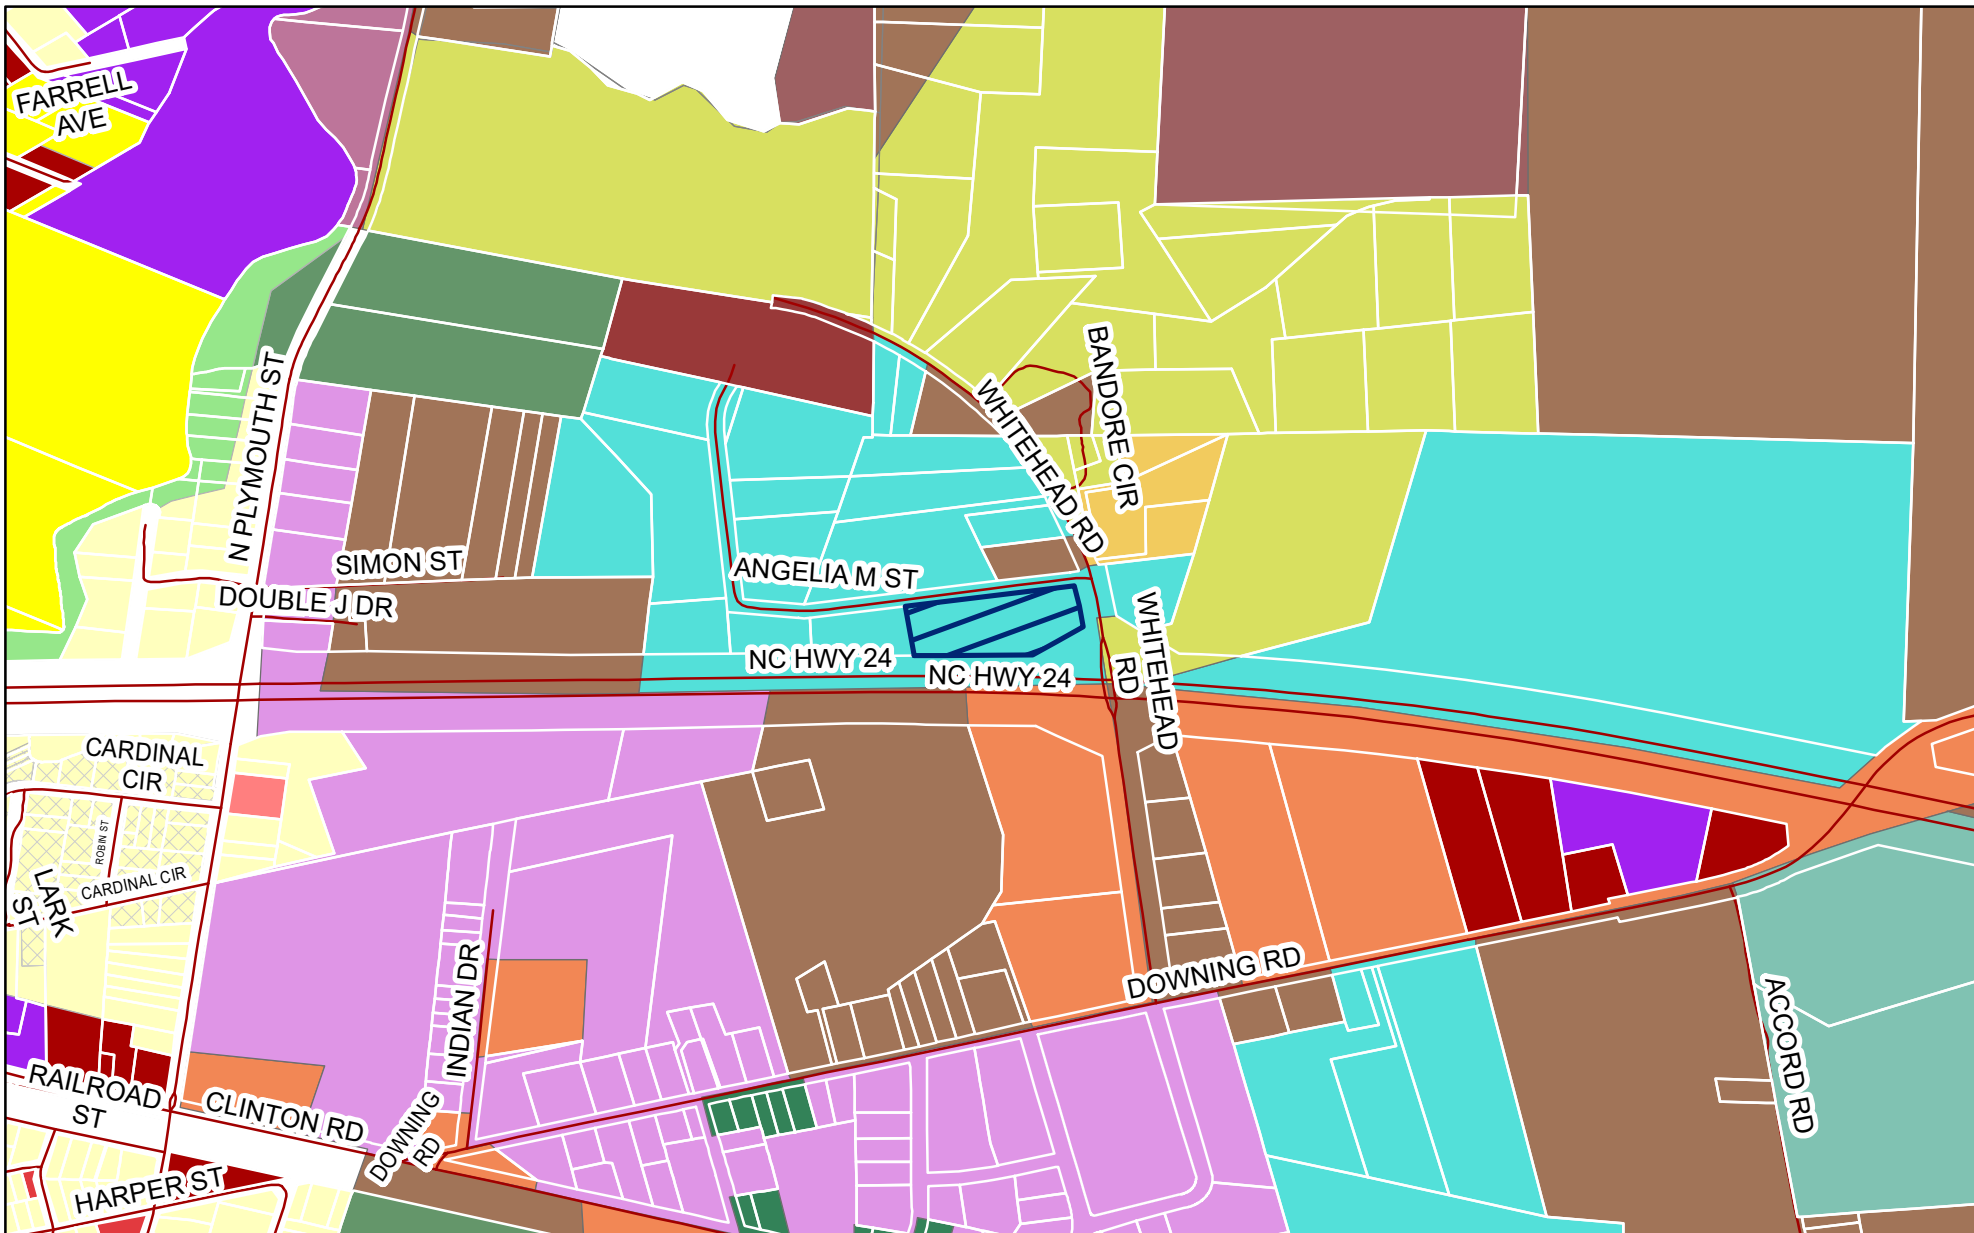 FARRELL
AVE
N PLYMOUTH ST
BANDORE CIR
WHITEHEAD RD
SIMON ST
ANGELIA M ST
DOUBLE J DR
WHITEHEAD
RD
NC HWY 24
NC HWY 24
CARDINAL
CIR
ROBIN ST
CARDINAL CIR
LARK
ST
INDIAN DR
DOWNING RD
ACCORD RD
RAILROAD
ST
CLINTON RD
DOWNING
RD
HARPER ST